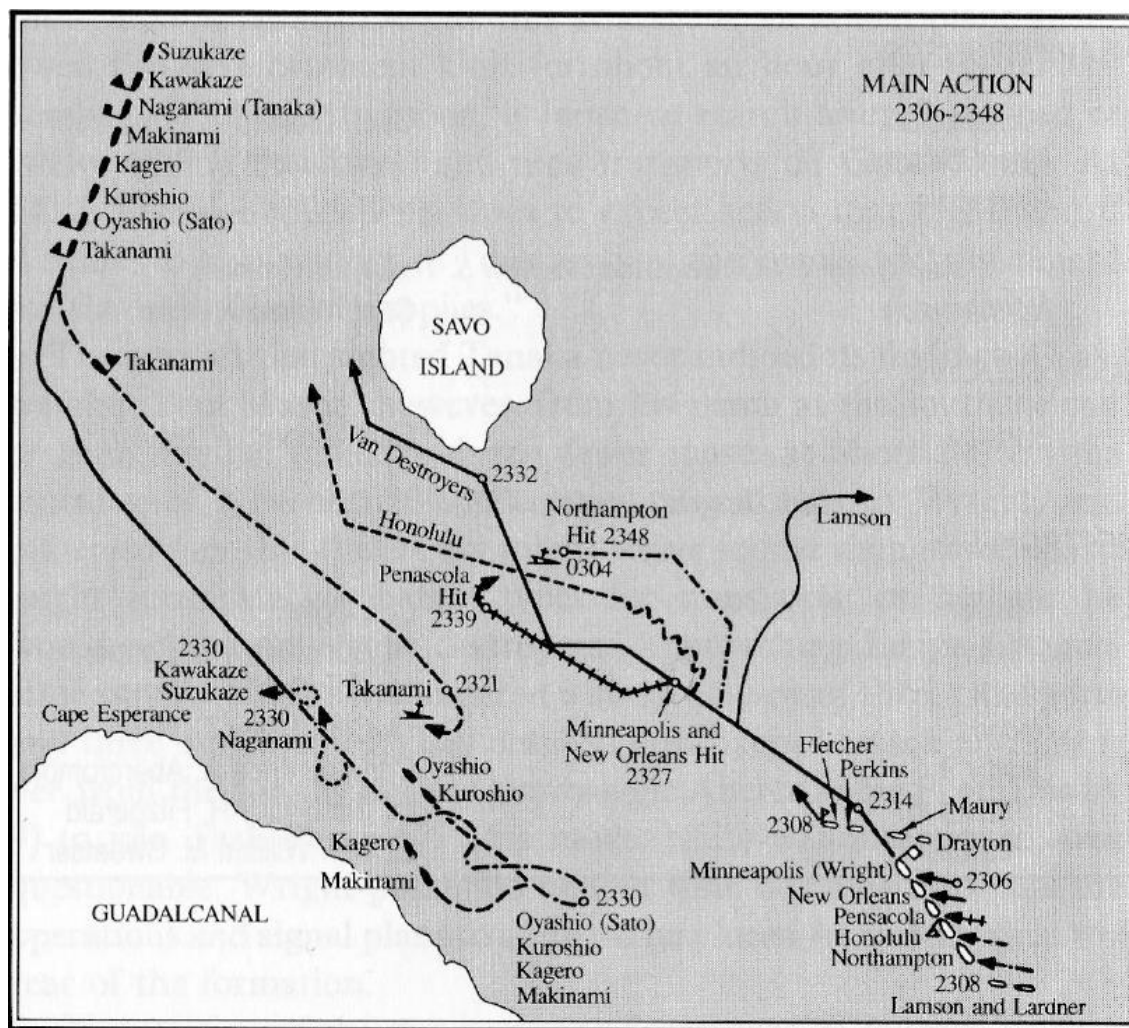 Suzukaze
Kawakaze
Naganami (Tanaka)
Makinami
Kagero
Kuroshio
Oyashio (Sato)
Takanami
MAIN ACTION
2306-2348
SAVO
ISLAND
Takanami
Van Destroyers
2332
Honolulu
Northampton
Hit 2348
0304
Lamson
Penascola
Hit
2339
2330
Kawakaze
Suzukaze
2330
Naganami
Cape Esperance
Takanami
2321
Minneapolis and
New Orleans Hit
2327
Oyashio
Kuroshio
Kagero
Makinami
GUADALCANAL
2330
Oyashio (Sato)
Kuroshio
Kagero
Makinami
Fletcher
Perkins
2314
2308
Maury
Drayton
Minneapolis (Wright)
2306
New Orleans
Pensacola
Honolulu
Northampton
2308
Lamson and Lardner